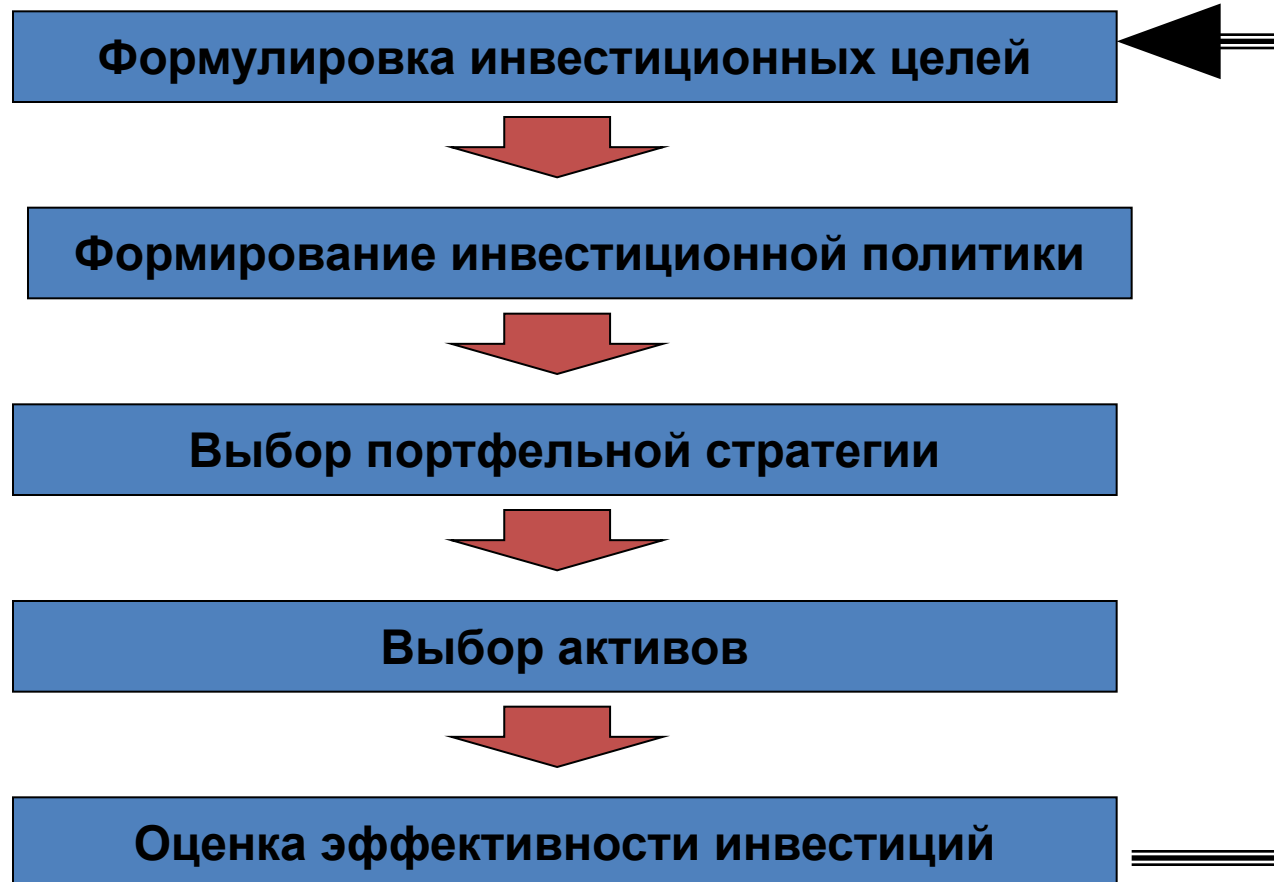 Формулировка инвестиционных целей
Формирование инвестиционной политики
Выбор портфельной стратегии
Выбор активов
Оценка эффективности инвестиций